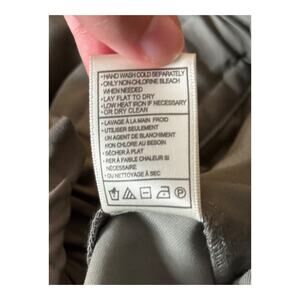 • HAND WASH COLD SEPARATELY
• ONLY NON-CHLORINE BLEACH
WHEN NEEDED
• LAY FLAT TO DRY
• LOW HEAT IRON IF NECESSARY
• OR DRY CLEAN
• LAVAGE À LA MAIN FROID
• UTILISER SEULEMENT
UN AGENT DE BLANCHIMENT
NON CHLORE AU BESOIN
• SÈCHER À PLAT
• FER À FAIBLE CHALEUR SI
NÉCESSAIRE
• OU NETTOYAGE À SEC
P